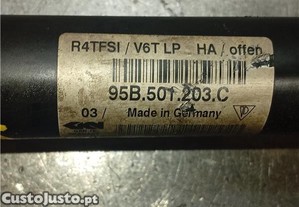 R4TFSI / V6T LP HA / offen
95B.501.203.C
03 / Made in Germany
CustoJusto.pt